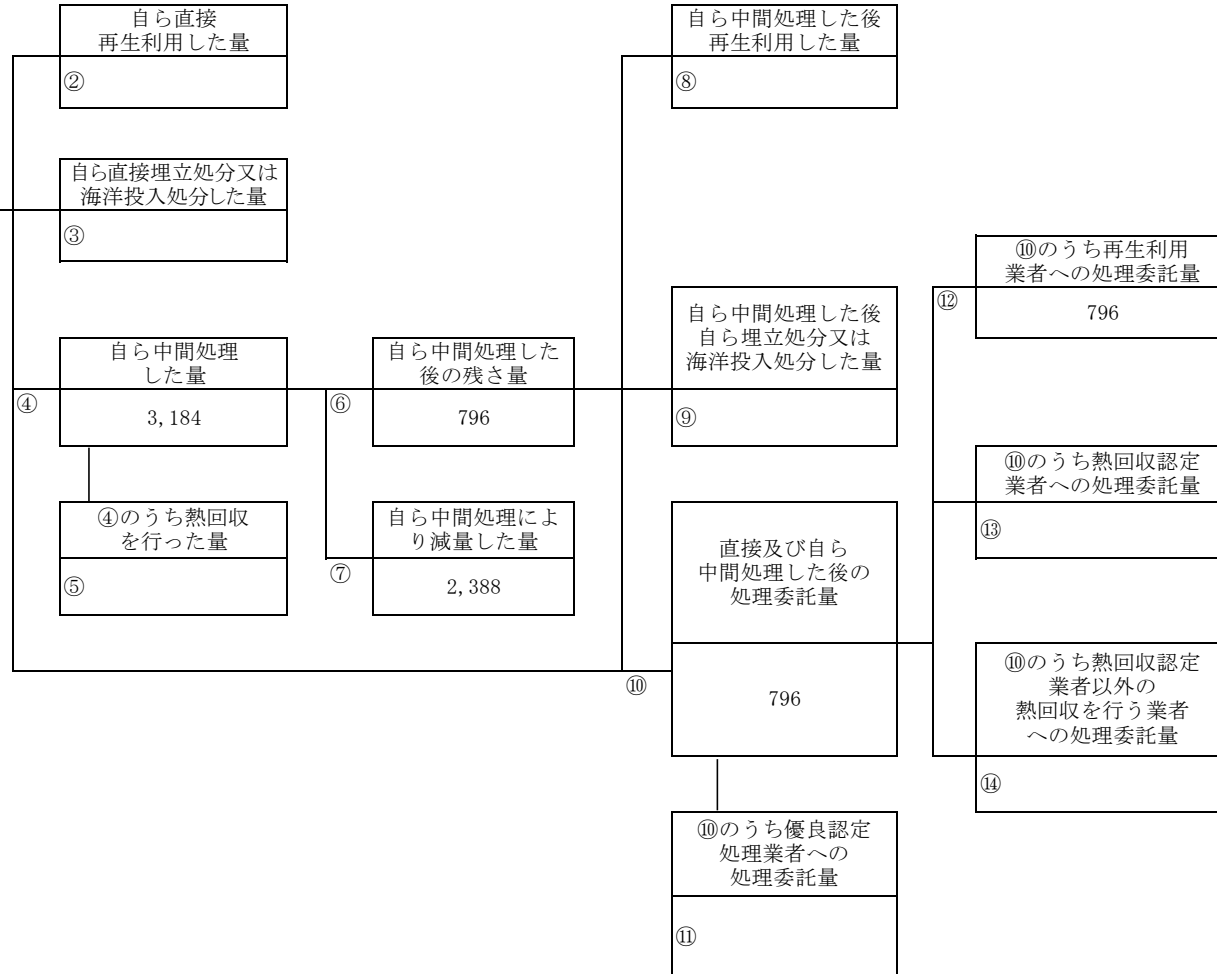 自ら直接
再生利用した量
②
自ら直接埋立処分又は
海洋投入処分した量
③
自ら中間処理
した量
④
3,184
④のうち熱回収
を行った量
⑤
自ら中間処理した
後の残さ量
⑥
796
自ら中間処理によ
り減量した量
⑦
2,388
自ら中間処理した後
再生利用した量
⑧
自ら中間処理した後
自ら埋立処分又は
海洋投入処分した量
⑨
直接及び自ら
中間処理した後の
処理委託量
⑩
796
⑩のうち優良認定
処理業者への
処理委託量
⑪
⑩のうち再生利用
業者への処理委託量
⑫
796
⑩のうち熱回収認定
業者への処理委託量
⑬
⑩のうち熱回収認定
業者以外の
熱回収を行う業者
への処理委託量
⑭